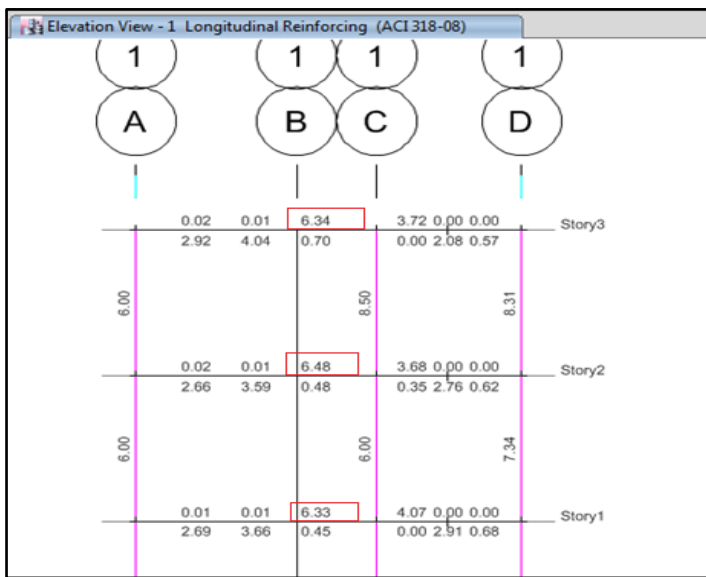 Elevation View - 1 Longitudinal Reinforcing (ACI 318-08)
1 1 1 1
A B C D
0.02 0.01 6.34 3.72 0.00 0.00 Story3
2.92 4.04 0.70 0.00 2.08 0.57
6.00 8.50 8.31
0.02 0.01 6.48 3.68 0.00 0.00 Story2
2.66 3.59 0.48 0.35 2.76 0.62
6.00 6.00 7.34
0.01 0.01 6.33 4.07 0.00 0.00 Story1
2.69 3.66 0.45 0.00 2.91 0.68